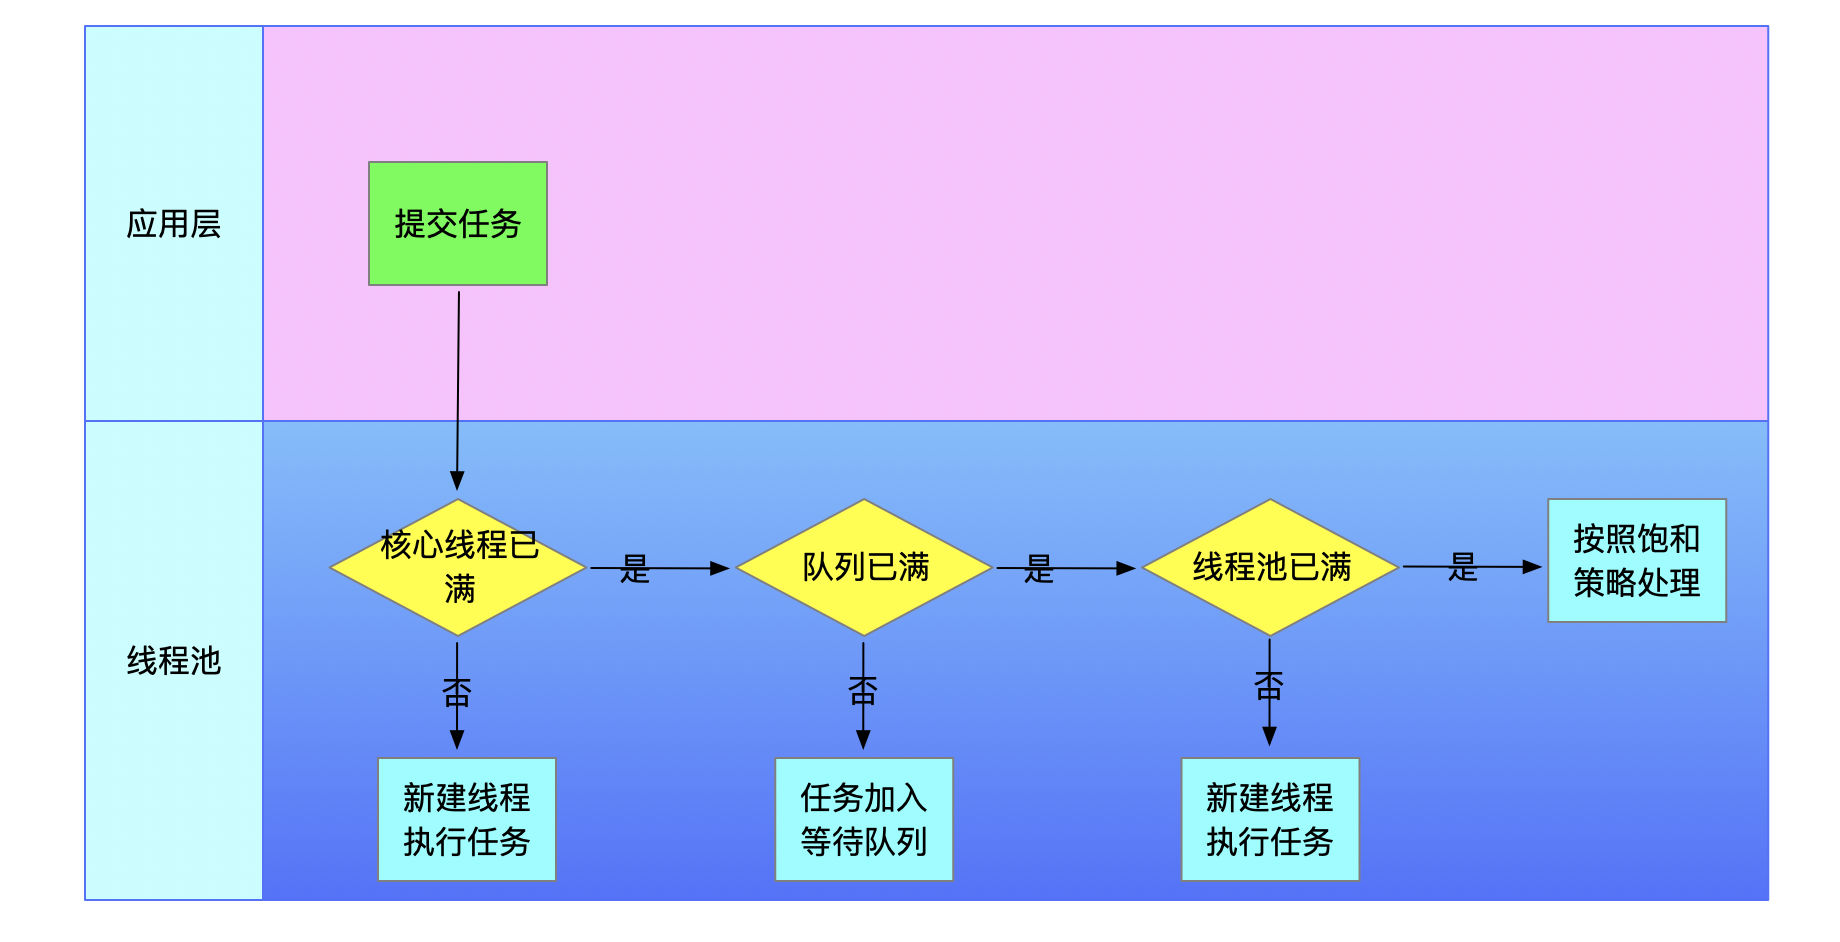 应用层
提交任务
线程池
核心线程已
满
是
队列已满
是
线程池已满
是
按照饱和
策略处理
否
否
否
新建线程
执行任务
任务加入
等待队列
新建线程
执行任务